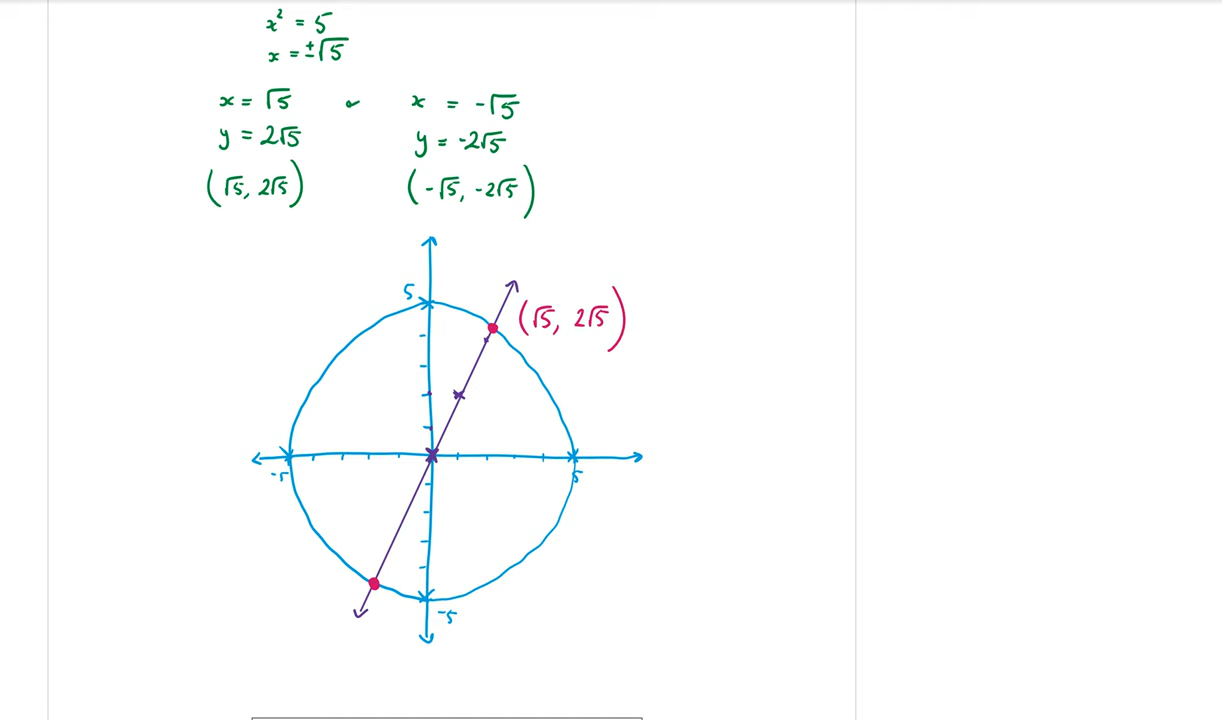 x² = 5
x = ±√5
x = √5 or x = -√5
y = 2√5 y = -2√5
(√5, 2√5) (-√5, -2√5)
5
(√5, 2√5)
-5 5
-5